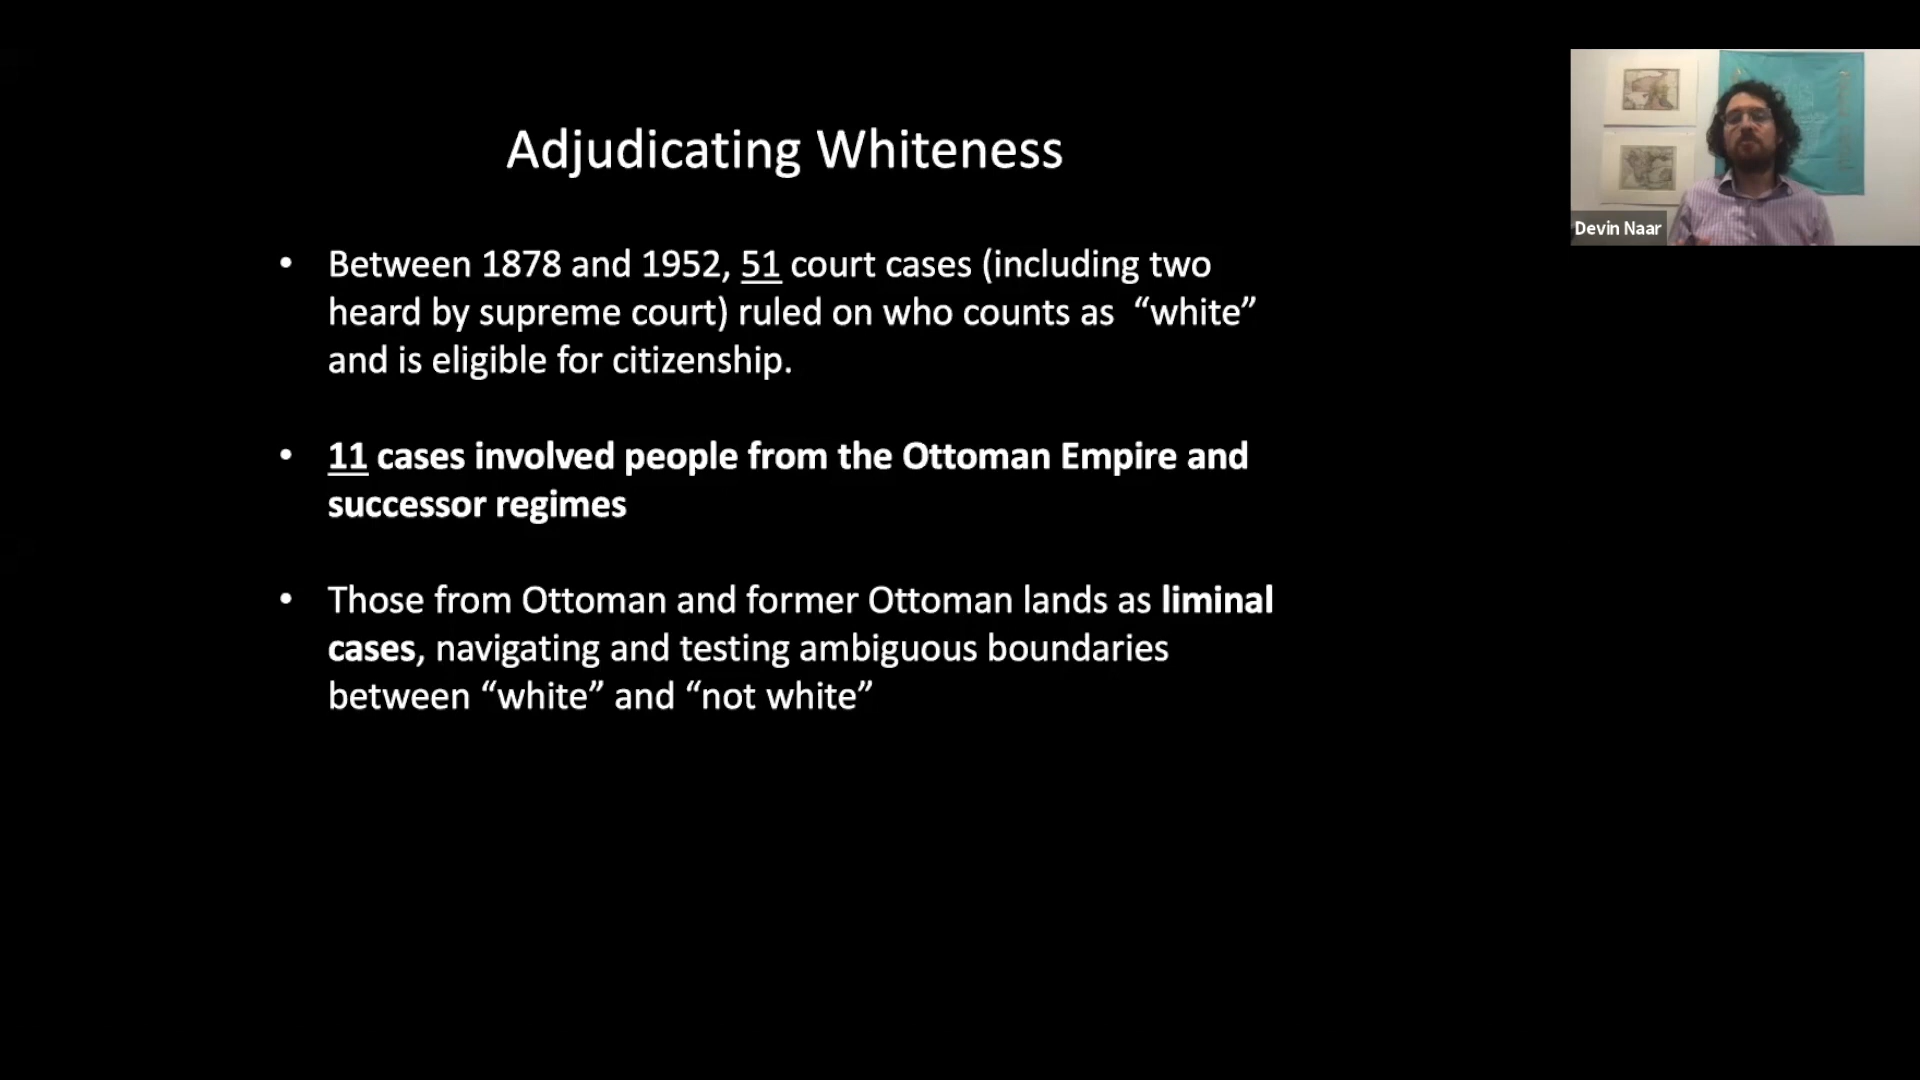 Adjudicating Whiteness
• Between 1878 and 1952, 51 court cases (including two
heard by supreme court) ruled on who counts as “white”
and is eligible for citizenship.
• 11 cases involved people from the Ottoman Empire and
successor regimes
• Those from Ottoman and former Ottoman lands as liminal
cases, navigating and testing ambiguous boundaries
between “white” and “not white”
Devin Naar